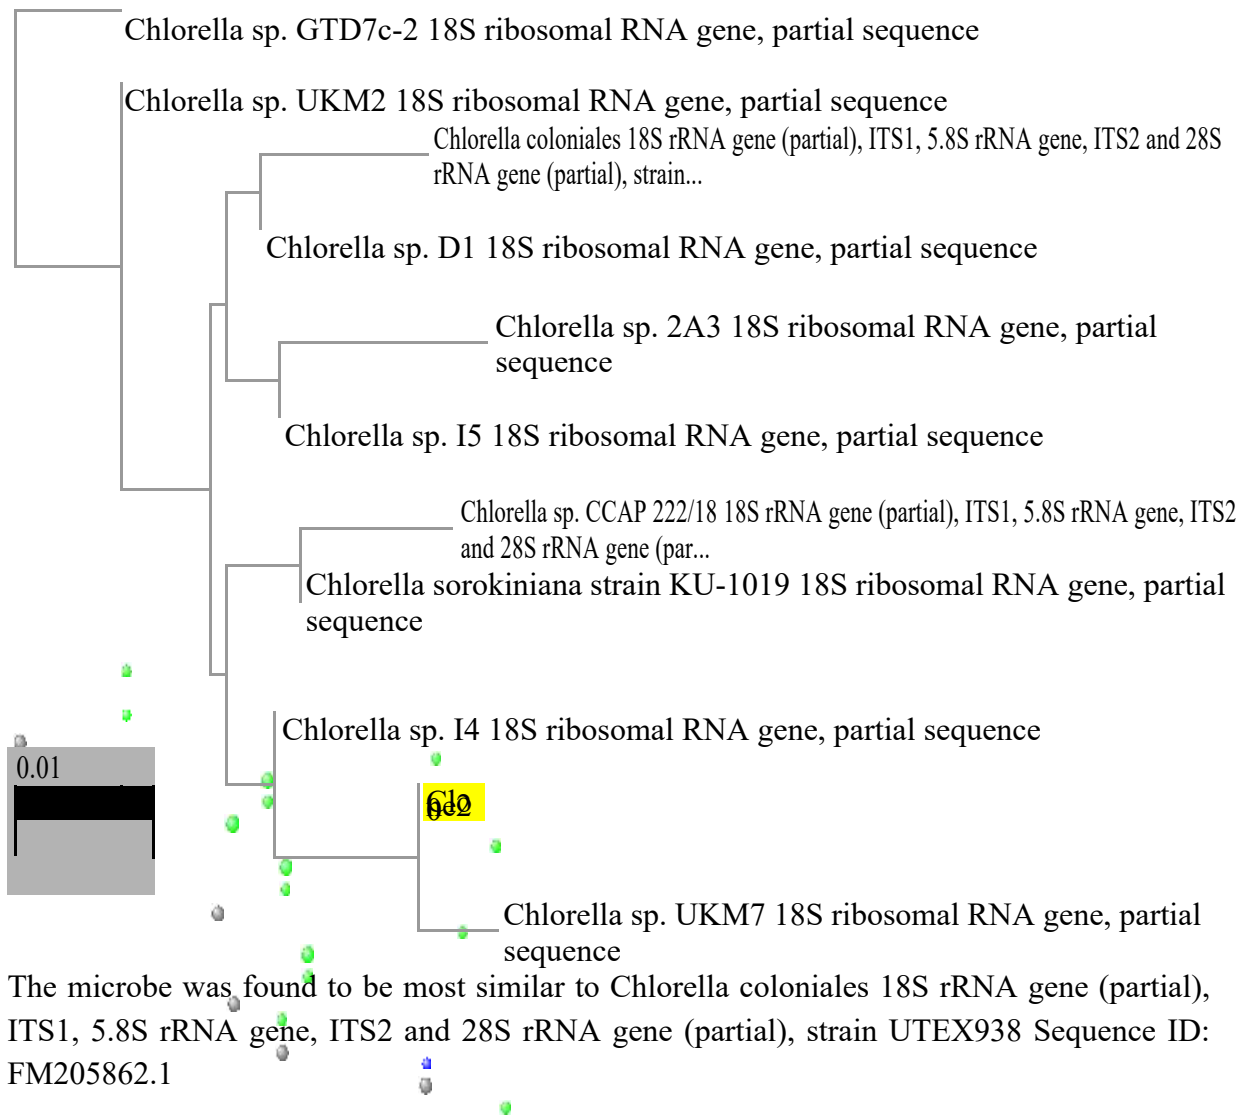 Chlorella sp. GTD7c-2 18S ribosomal RNA gene, partial sequence
Chlorella sp. UKM2 18S ribosomal RNA gene, partial sequence
Chlorella coloniales 18S rRNA gene (partial), ITS1, 5.8S rRNA gene, ITS2 and 28S
rRNA gene (partial), strain...
Chlorella sp. D1 18S ribosomal RNA gene, partial sequence
Chlorella sp. 2A3 18S ribosomal RNA gene, partial
sequence
Chlorella sp. I5 18S ribosomal RNA gene, partial sequence
Chlorella sp. CCAP 222/18 18S rRNA gene (partial), ITS1, 5.8S rRNA gene, ITS2
and 28S rRNA gene (par...
Chlorella sorokiniana strain KU-1019 18S ribosomal RNA gene, partial
sequence
Chlorella sp. I4 18S ribosomal RNA gene, partial sequence
0.01
Chlorella sp. UKM7 18S ribosomal RNA gene, partial
sequence
The microbe was found to be most similar to Chlorella coloniales 18S rRNA gene (partial),
ITS1, 5.8S rRNA gene, ITS2 and 28S rRNA gene (partial), strain UTEX938 Sequence ID:
FM205862.1